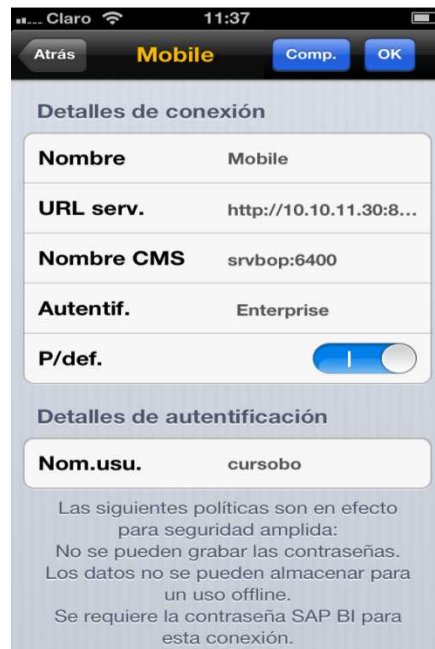 ... Claro 11:37
Atrás Mobile Comp. OK
Detalles de conexión
Nombre Mobile
URL serv. http://10.10.11.30:8...
Nombre CMS srvbop:6400
Autentif. Enterprise
P/def.
Detalles de autentificación
Nom.usu. cursobo
Las siguientes políticas son en efecto
para seguridad amplida:
No se pueden grabar las contraseñas.
Los datos no se pueden almacenar para
un uso offline.
Se requiere la contraseña SAP BI para
esta conexión.